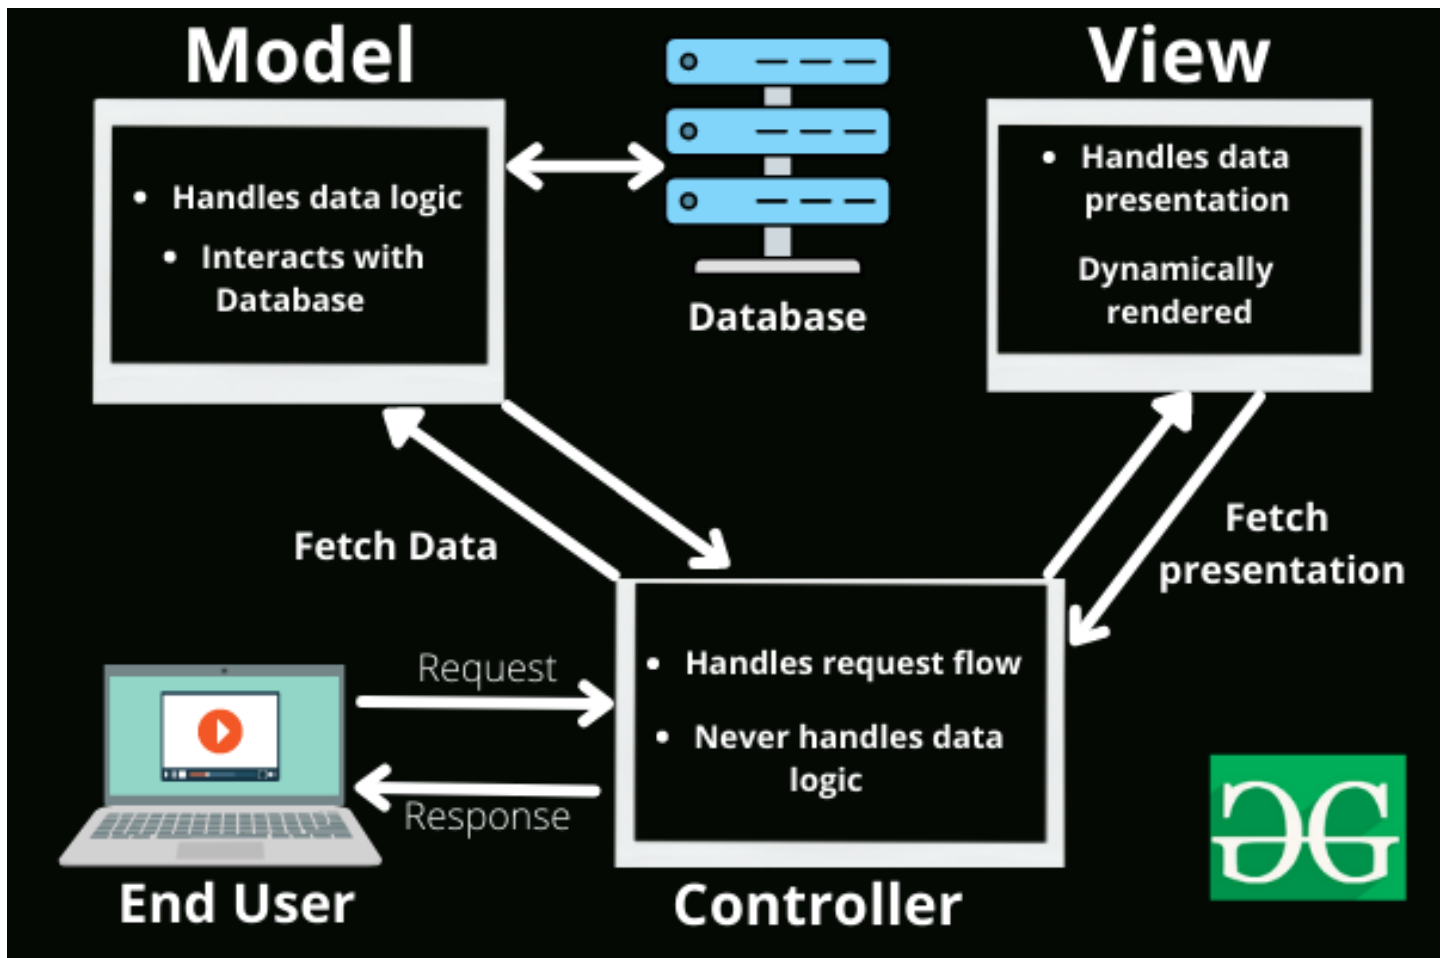 Model
View
• Handles data logic
• Interacts with
Database
Database
• Handles data
presentation
Dynamically
rendered
Fetch Data
Fetch
presentation
Request
Response
• Handles request flow
• Never handles data
logic
End User
Controller